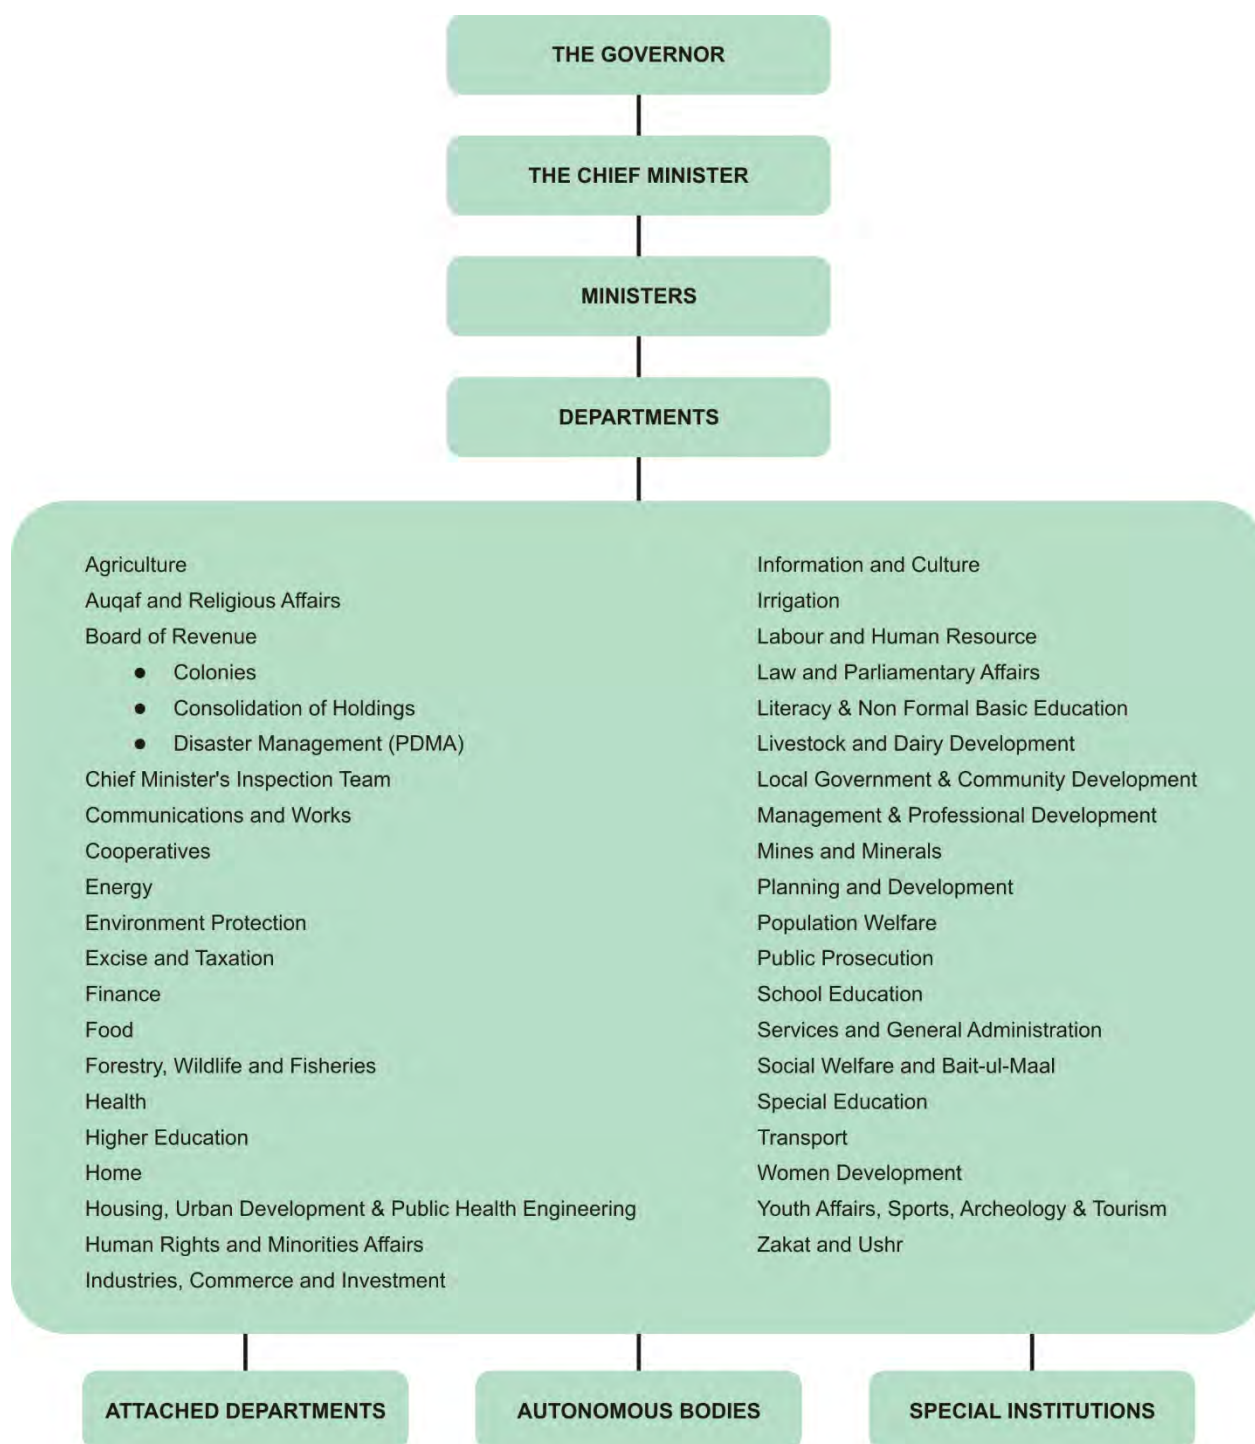 THE GOVERNOR
THE CHIEF MINISTER
MINISTERS
DEPARTMENTS
Agriculture
Auqaf and Religious Affairs
Board of Revenue
● Colonies
● Consolidation of Holdings
● Disaster Management (PDMA)
Chief Minister's Inspection Team
Communications and Works
Cooperatives
Energy
Environment Protection
Excise and Taxation
Finance
Food
Forestry, Wildlife and Fisheries
Health
Higher Education
Home
Housing, Urban Development & Public Health Engineering
Human Rights and Minorities Affairs
Industries, Commerce and Investment
Information and Culture
Irrigation
Labour and Human Resource
Law and Parliamentary Affairs
Literacy & Non Formal Basic Education
Livestock and Dairy Development
Local Government & Community Development
Management & Professional Development
Mines and Minerals
Planning and Development
Population Welfare
Public Prosecution
School Education
Services and General Administration
Social Welfare and Bait-ul-Maal
Special Education
Transport
Women Development
Youth Affairs, Sports, Archeology & Tourism
Zakat and Ushr
ATTACHED DEPARTMENTS
AUTONOMOUS BODIES
SPECIAL INSTITUTIONS